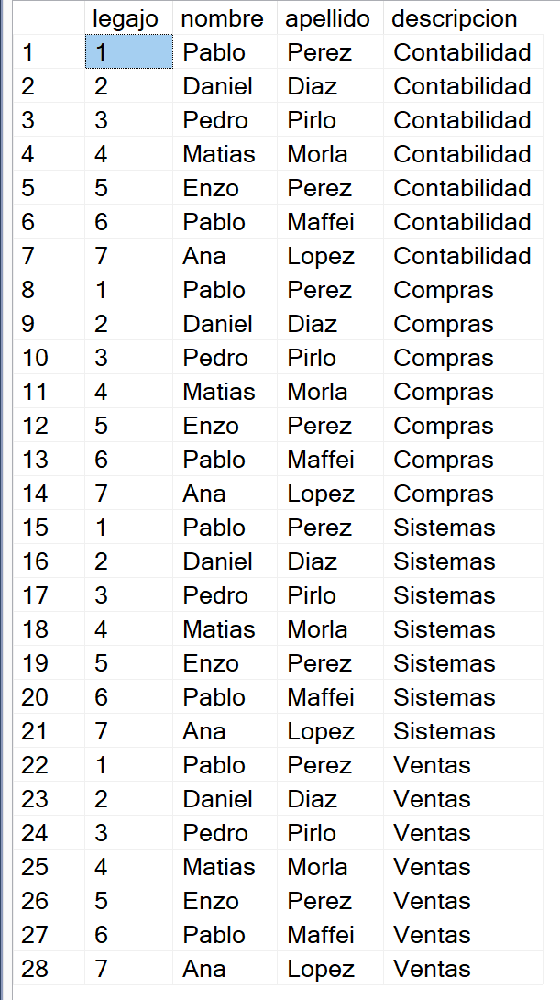 legajo nombre apellido descripcion
1 1 Pablo Perez Contabilidad
2 2 Daniel Diaz Contabilidad
3 3 Pedro Pirlo Contabilidad
4 4 Matias Morla Contabilidad
5 5 Enzo Perez Contabilidad
6 6 Pablo Maffei Contabilidad
7 7 Ana Lopez Contabilidad
8 1 Pablo Perez Compras
9 2 Daniel Diaz Compras
10 3 Pedro Pirlo Compras
11 4 Matias Morla Compras
12 5 Enzo Perez Compras
13 6 Pablo Maffei Compras
14 7 Ana Lopez Compras
15 1 Pablo Perez Sistemas
16 2 Daniel Diaz Sistemas
17 3 Pedro Pirlo Sistemas
18 4 Matias Morla Sistemas
19 5 Enzo Perez Sistemas
20 6 Pablo Maffei Sistemas
21 7 Ana Lopez Sistemas
22 1 Pablo Perez Ventas
23 2 Daniel Diaz Ventas
24 3 Pedro Pirlo Ventas
25 4 Matias Morla Ventas
26 5 Enzo Perez Ventas
27 6 Pablo Maffei Ventas
28 7 Ana Lopez Ventas